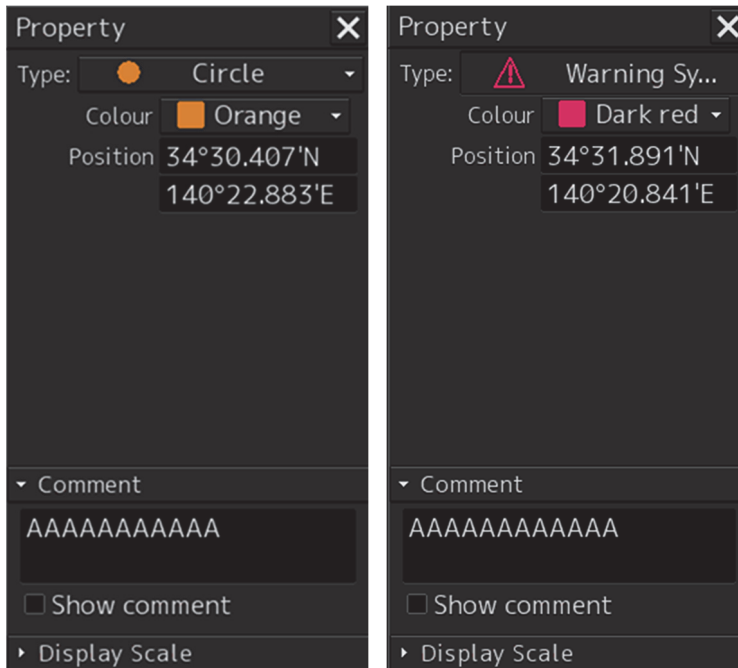 Property
Type: Circle
Colour Orange
Position 34°30.407'N
140°22.883'E
Comment
AAAAAAAAAAA
Show comment
Display Scale
Property
Type: Warning Sy...
Colour Dark red
Position 34°31.891'N
140°20.841'E
Comment
AAAAAAAAAAAA
Show comment
Display Scale